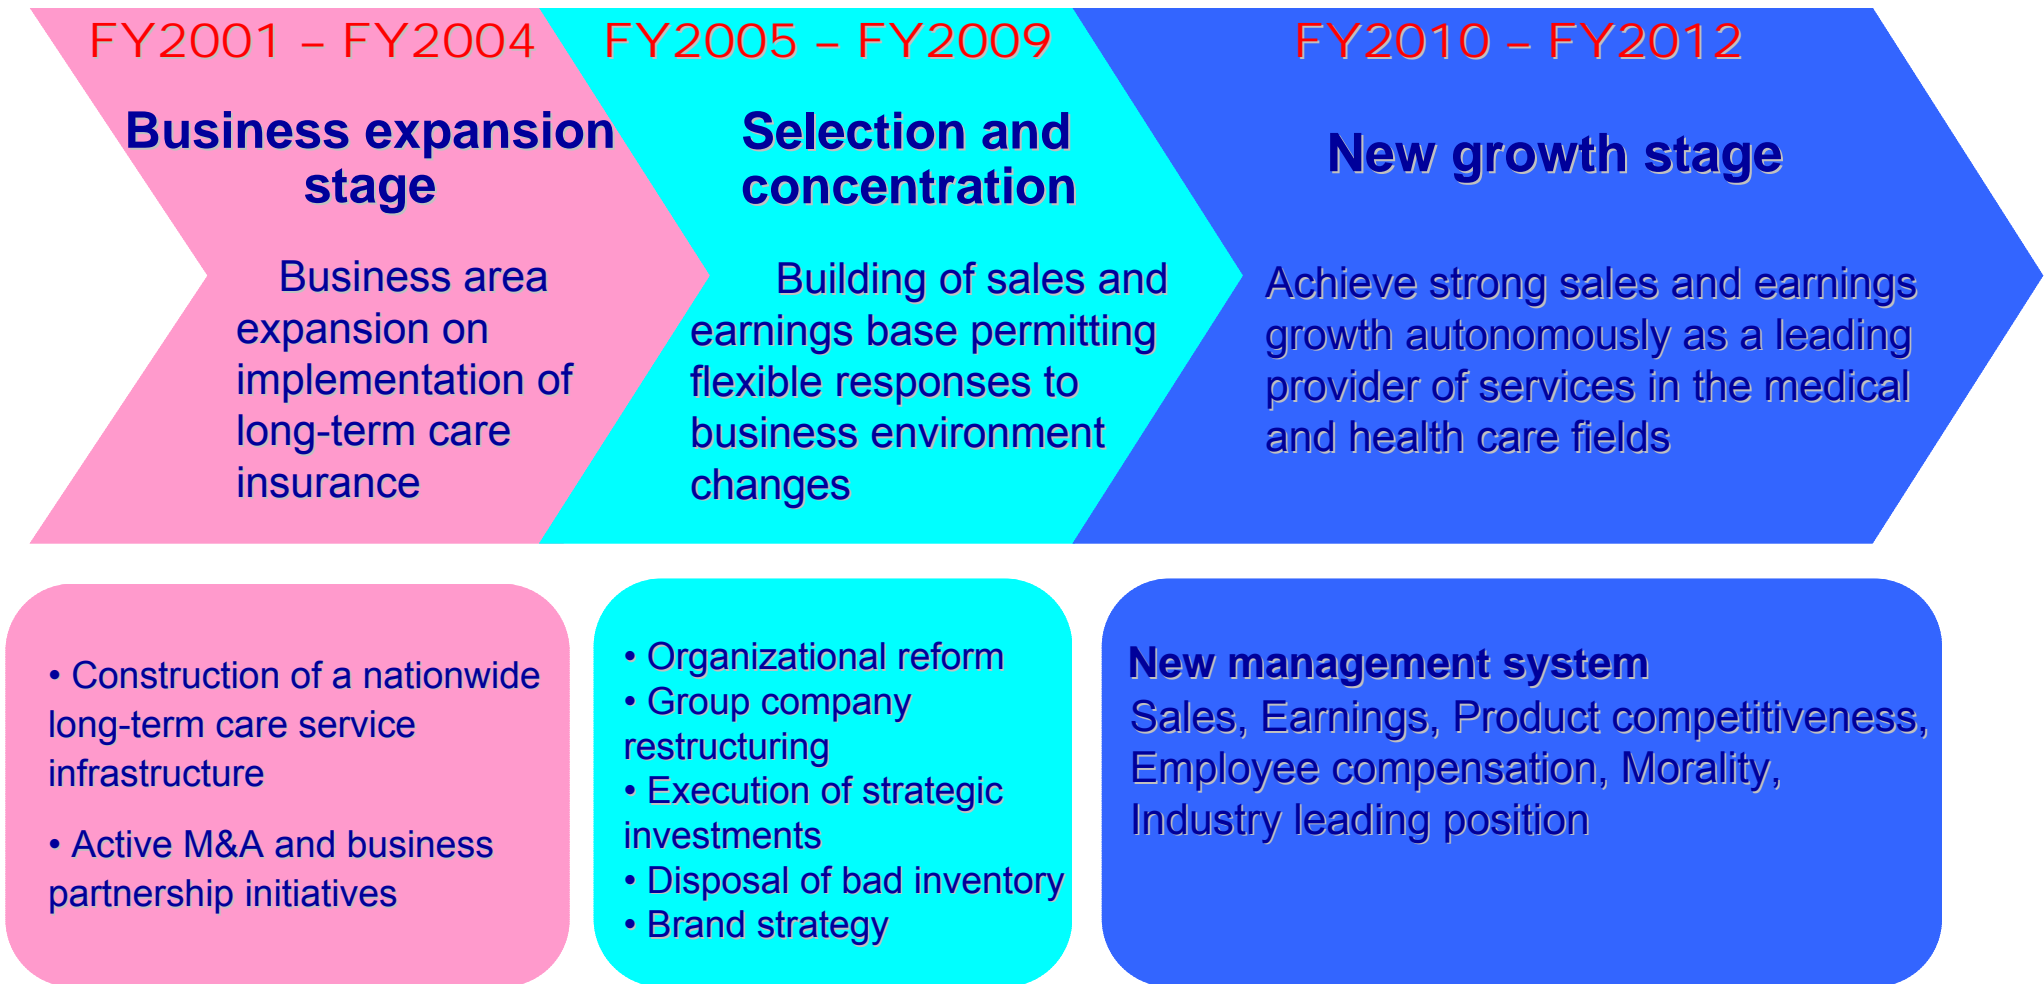 FY2001 – FY2004
Business expansion
stage
Business area
expansion on
implementation of
long-term care
insurance
FY2005 – FY2009
Selection and
concentration
Building of sales and
earnings base permitting
flexible responses to
business environment
changes
FY2010 – FY2012
New growth stage
Achieve strong sales and earnings
growth autonomously as a leading
provider of services in the medical
and health care fields
• Construction of a nationwide
long-term care service
infrastructure
• Active M&A and business
partnership initiatives
• Organizational reform
• Group company
restructuring
• Execution of strategic
investments
• Disposal of bad inventory
• Brand strategy
New management system
Sales, Earnings, Product competitiveness,
Employee compensation, Morality,
Industry leading position